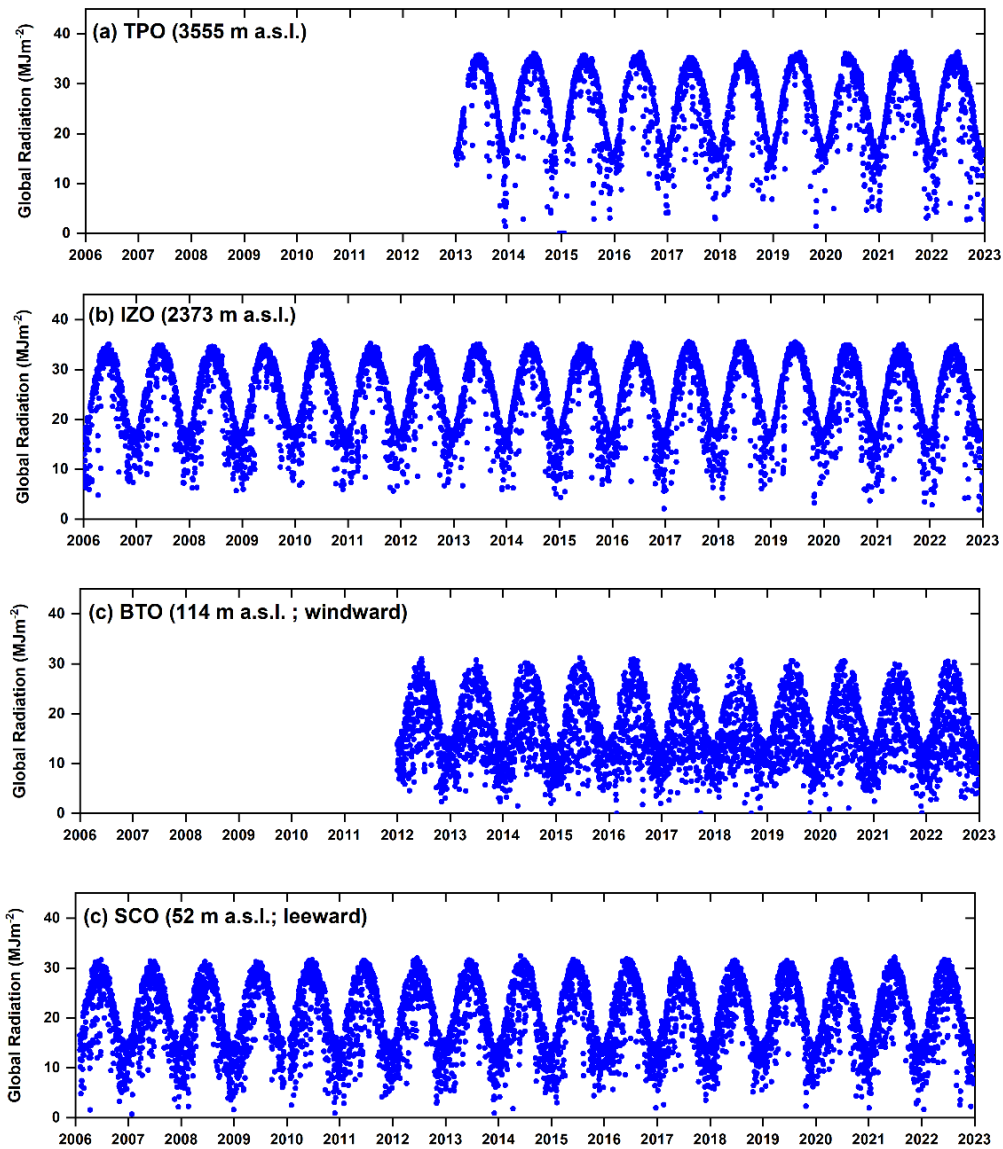 (a) TPO (3555 m a.s.l.)
Global Radiation (MJm⁻²)
40
30
20
10
0
2006 2007 2008 2009 2010 2011 2012 2013 2014 2015 2016 2017 2018 2019 2020 2021 2022 2023
(b) IZO (2373 m a.s.l.)
Global Radiation (MJm⁻²)
40
30
20
10
0
2006 2007 2008 2009 2010 2011 2012 2013 2014 2015 2016 2017 2018 2019 2020 2021 2022 2023
(c) BTO (114 m a.s.l. ; windward)
Global Radiation (MJm⁻²)
40
30
20
10
0
2006 2007 2008 2009 2010 2011 2012 2013 2014 2015 2016 2017 2018 2019 2020 2021 2022 2023
(c) SCO (52 m a.s.l.; leeward)
Global Radiation (MJm⁻²)
40
30
20
10
0
2006 2007 2008 2009 2010 2011 2012 2013 2014 2015 2016 2017 2018 2019 2020 2021 2022 2023